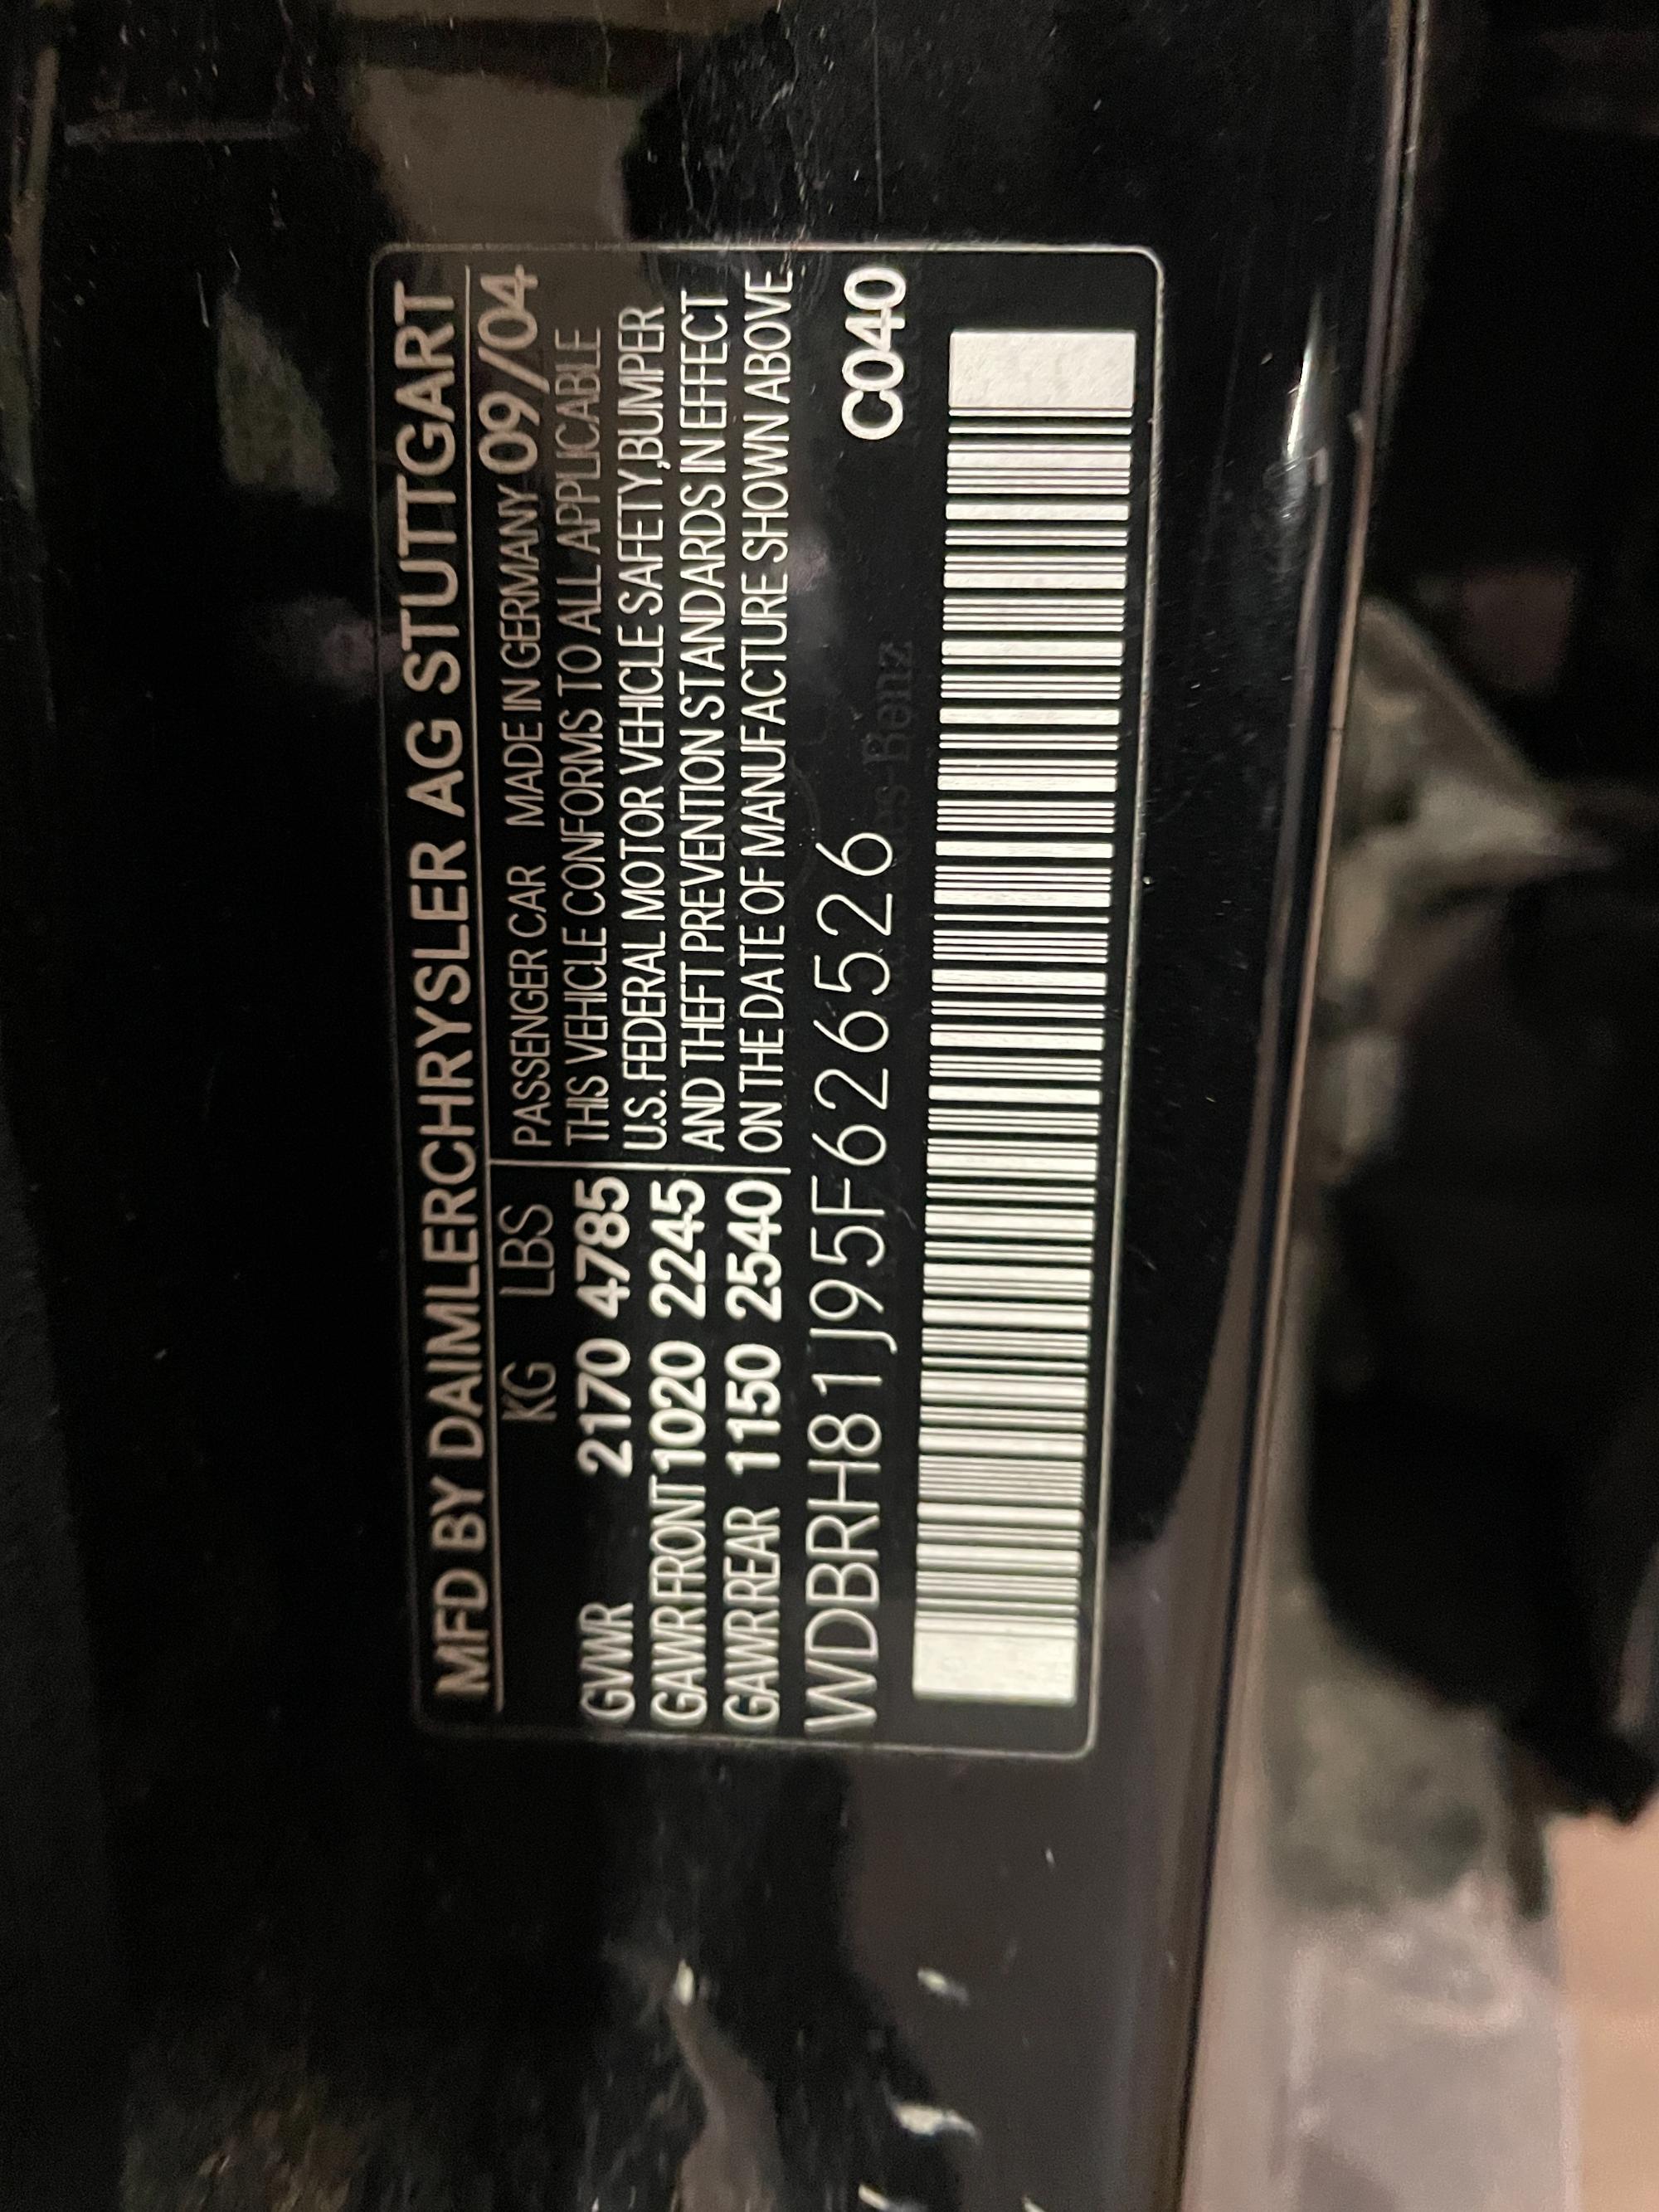 MFD BY DAIMLERCHRYSLER AG STUTTGART
KG LBS
GVWR 2170 4785
GAWR FRONT 1020 2245
GAWR REAR 1150 2540
PASSENGER CAR MADE IN GERMANY 09/04
THIS VEHICLE CONFORMS TO ALL APPLICABLE
U.S. FEDERAL MOTOR VEHICLE SAFETY,BUMPER
AND THEFT PREVENTION STANDARDS IN EFFECT
ON THE DATE OF MANUFACTURE SHOWN ABOVE.
WDBRH81J95F626526
C040